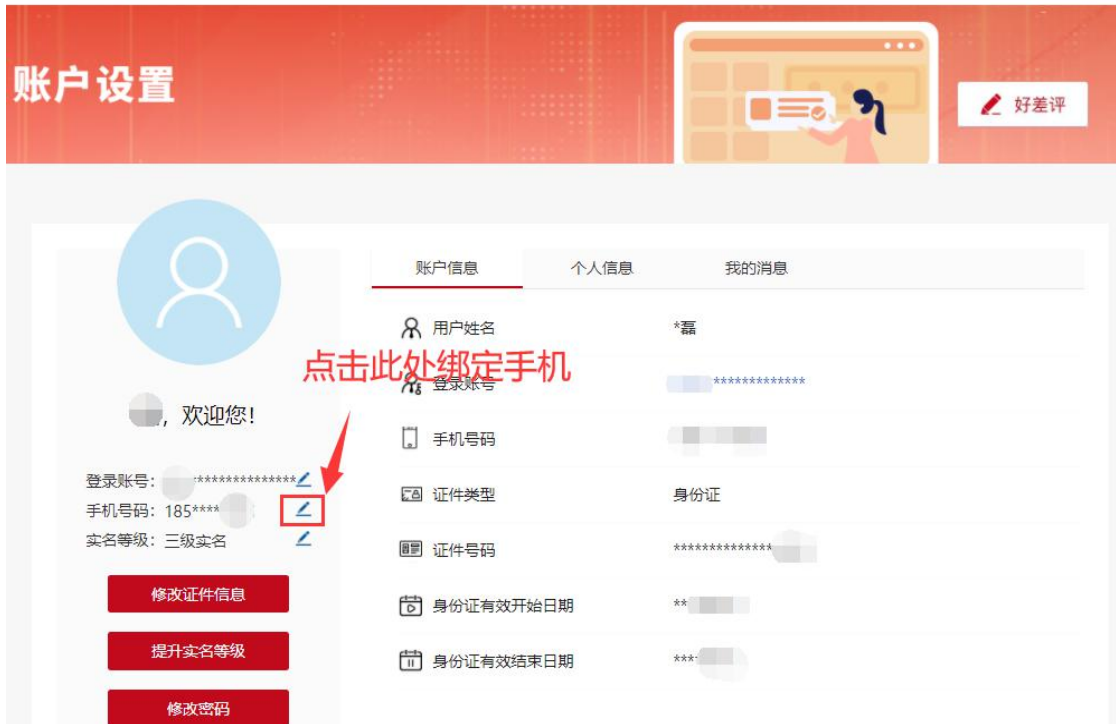 账户设置
好差评
账户信息 个人信息 我的消息
用户姓名 *磊
点击此处绑定手机
登录账号 *************
，欢迎您！
手机号码
登录账号： ***************
手机号码：185****
证件类型 身份证
实名等级：三级实名
证件号码 **************
修改证件信息
身份证有效开始日期 **
提升实名等级
身份证有效结束日期 ****
修改密码